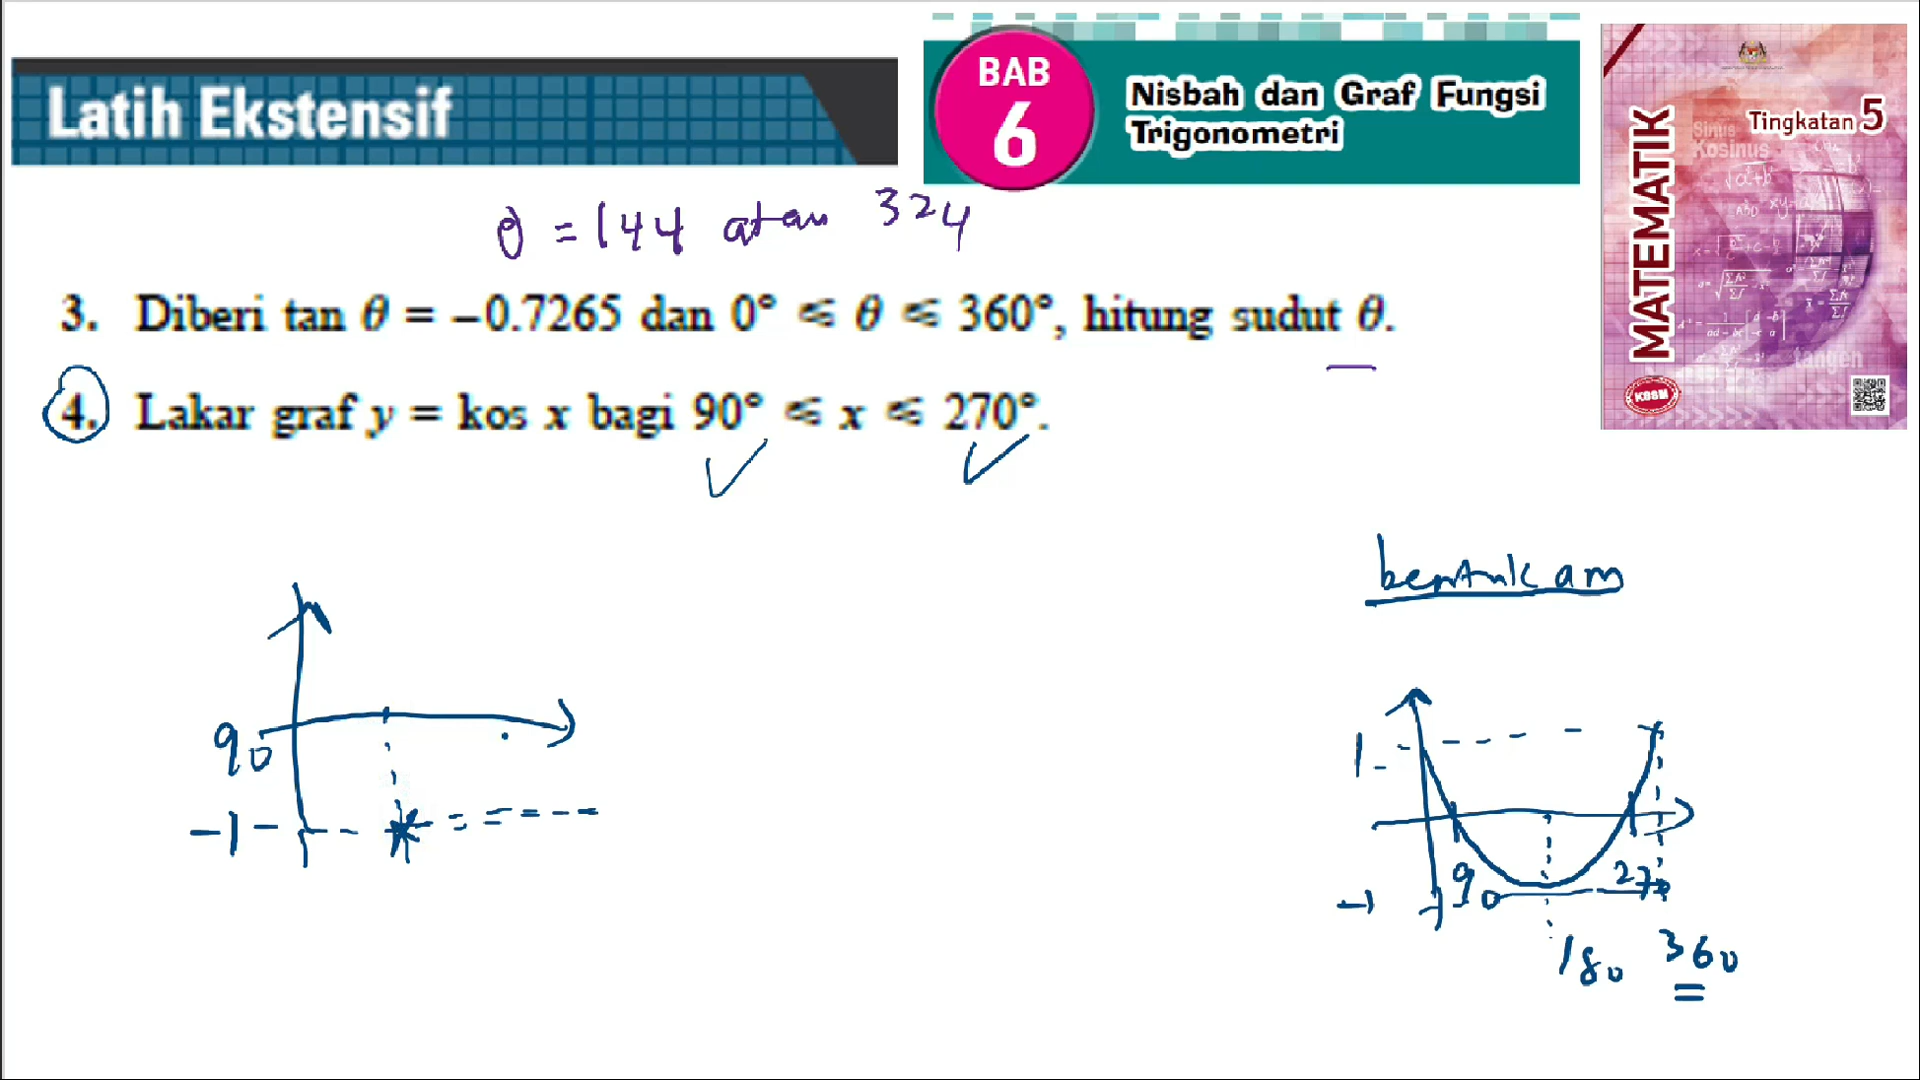 Latih Ekstensif
BAB
6
Nisbah dan Graf Fungsi
Trigonometri
MATEMATIK
Tingkatan 5
Sinus
Kosinus
tangen
KSSM
θ = 144 atau 324
3. Diberi tan θ = −0.7265 dan 0° ⩽ θ ⩽ 360°, hitung sudut θ.
4. Lakar graf y = kos x bagi 90° ⩽ x ⩽ 270°.
bentuk am
90
-1
1
-1
90
270
180
360